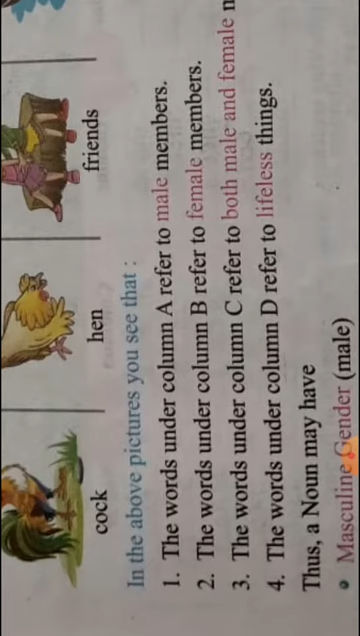 cock hen friends
In the above pictures you see that :
1. The words under column A refer to male members.
2. The words under column B refer to female members.
3. The words under column C refer to both male and female
4. The words under column D refer to lifeless things.
Thus, a Noun may have
• Masculine Gender (male)